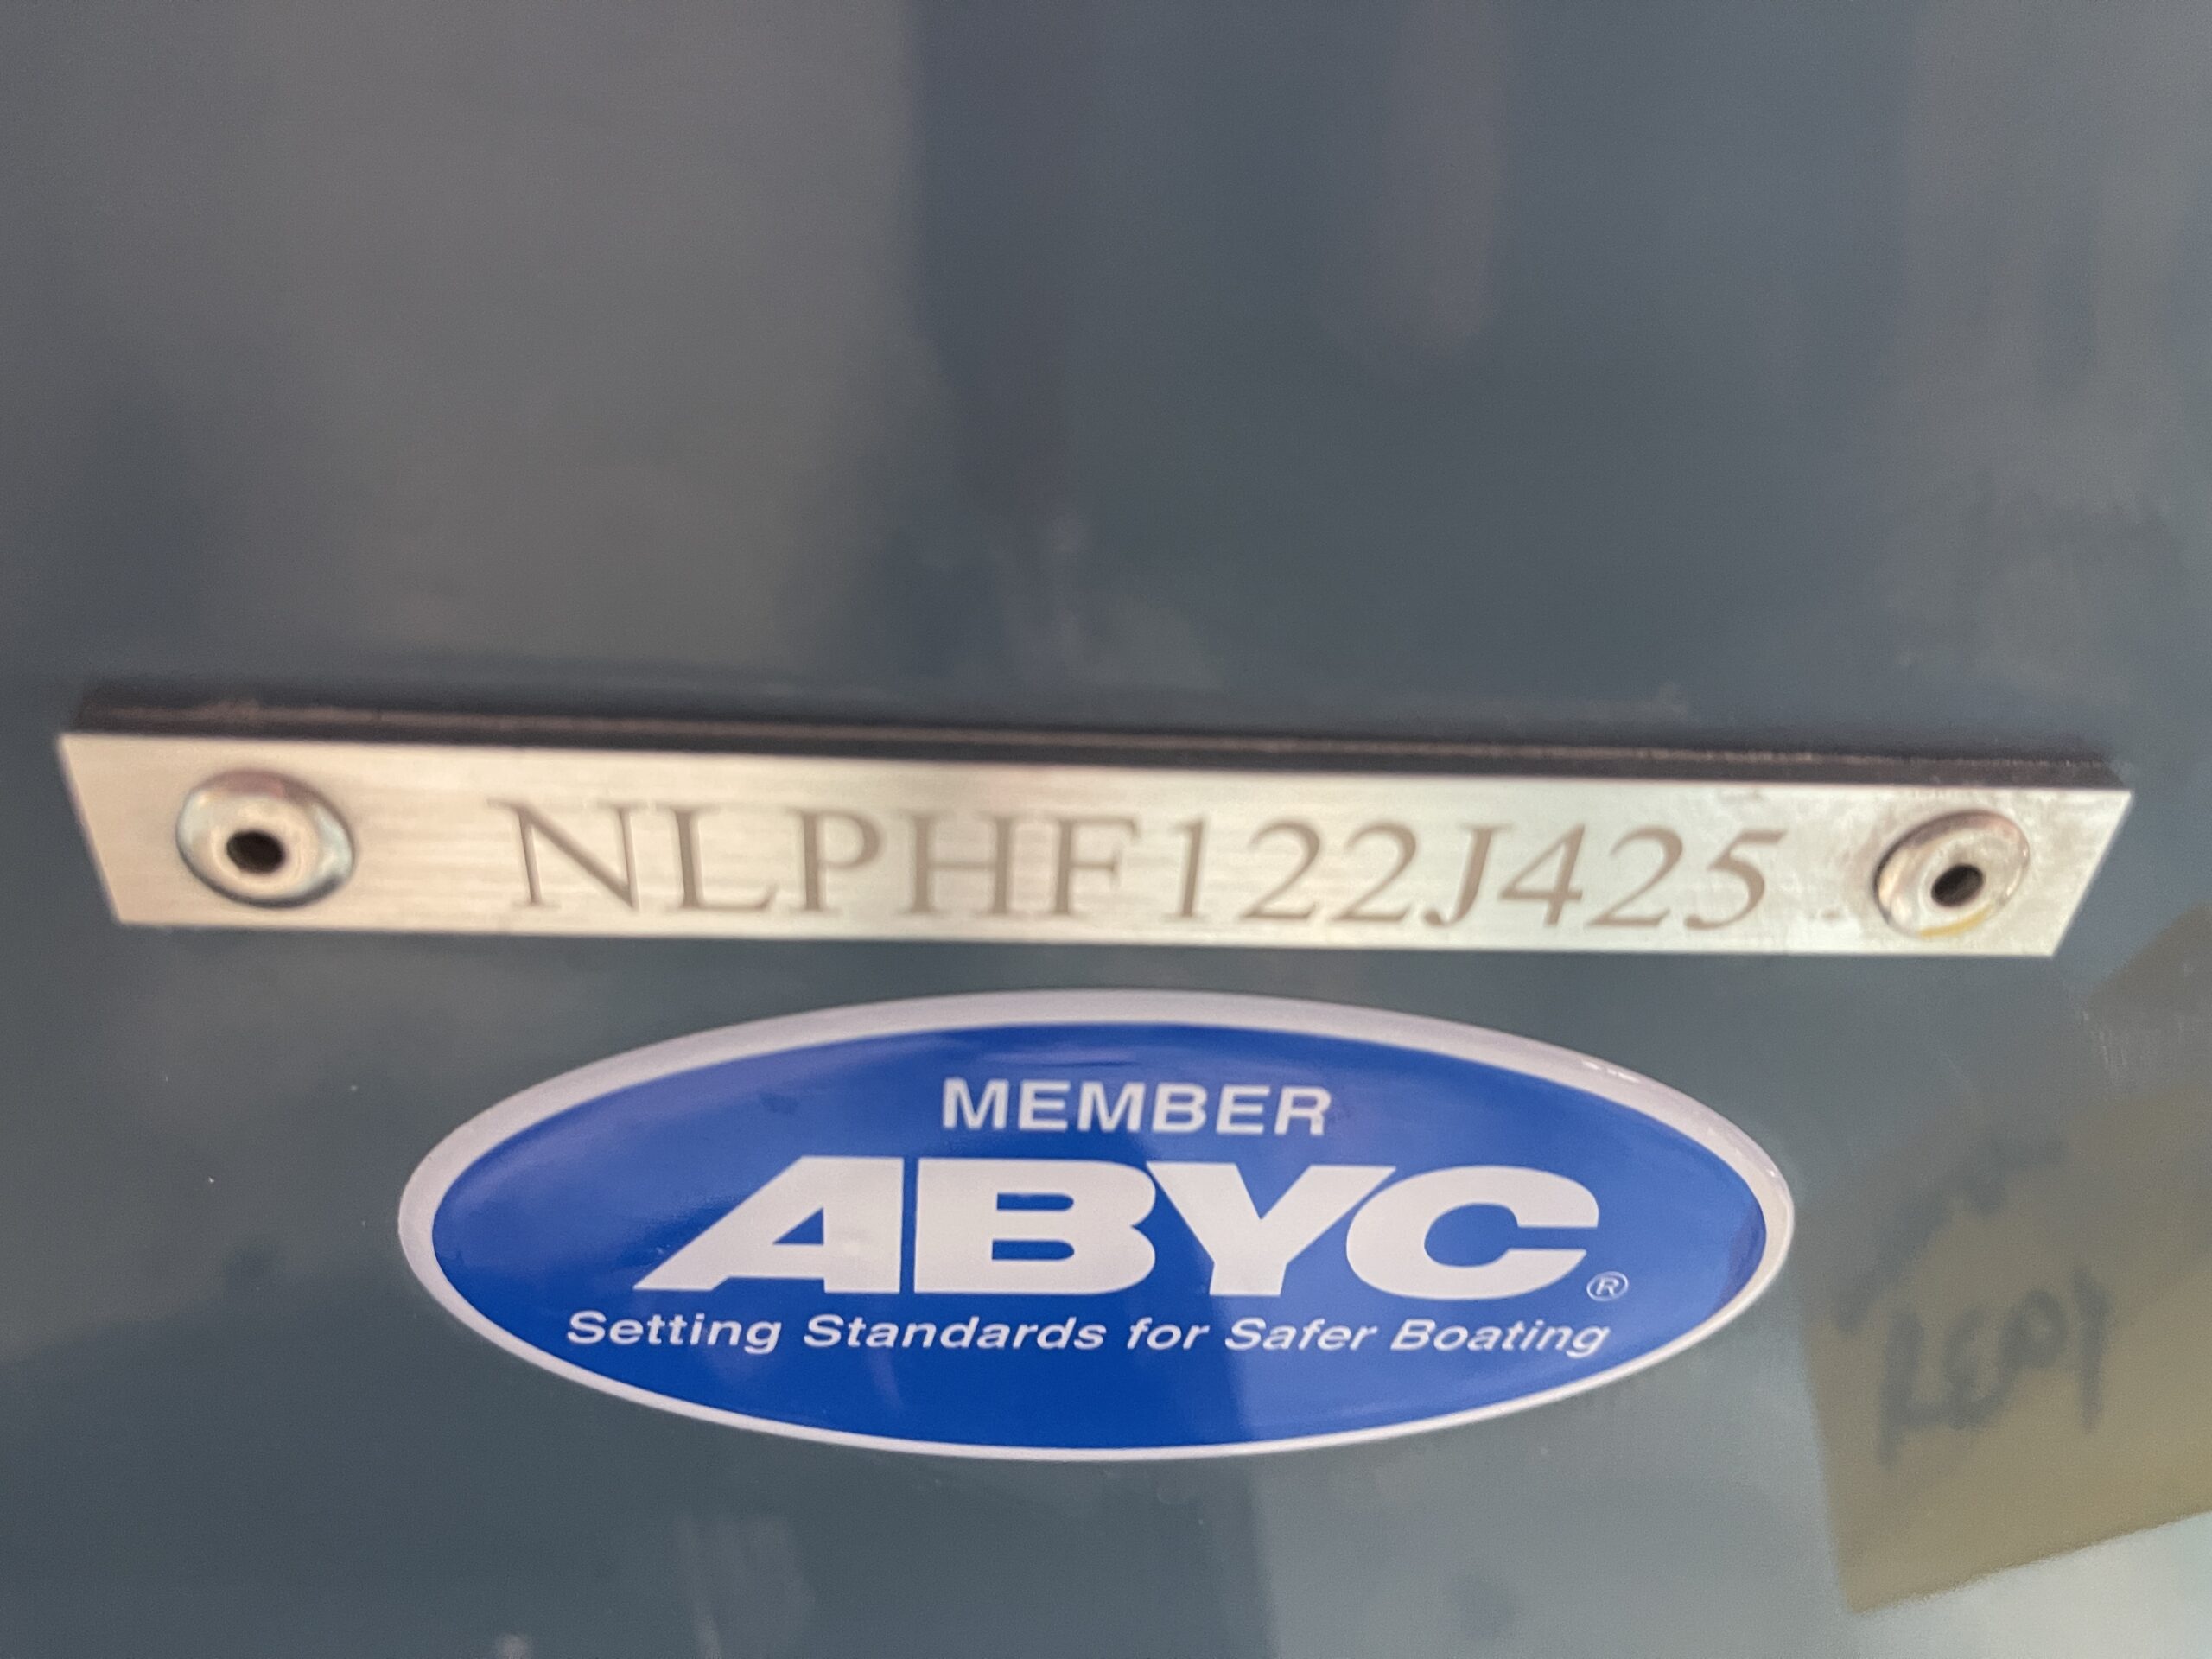 NLPHF122J425
MEMBER
ABYC®
Setting Standards for Safer Boating